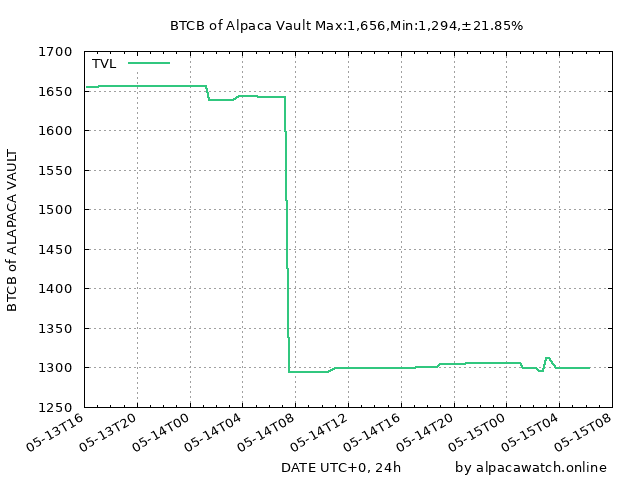 BTCB of Alpaca Vault Max:1,656,Min:1,294,±21.85%
TVL
1700
1650
1600
1550
1500
1450
1400
1350
1300
1250
BTCB of ALAPACA VAULT
05-13T16
05-13T20
05-14T00
05-14T04
05-14T08
05-14T12
05-14T16
05-14T20
05-15T00
05-15T04
05-15T08
DATE UTC+0, 24h
by alpacawatch.online